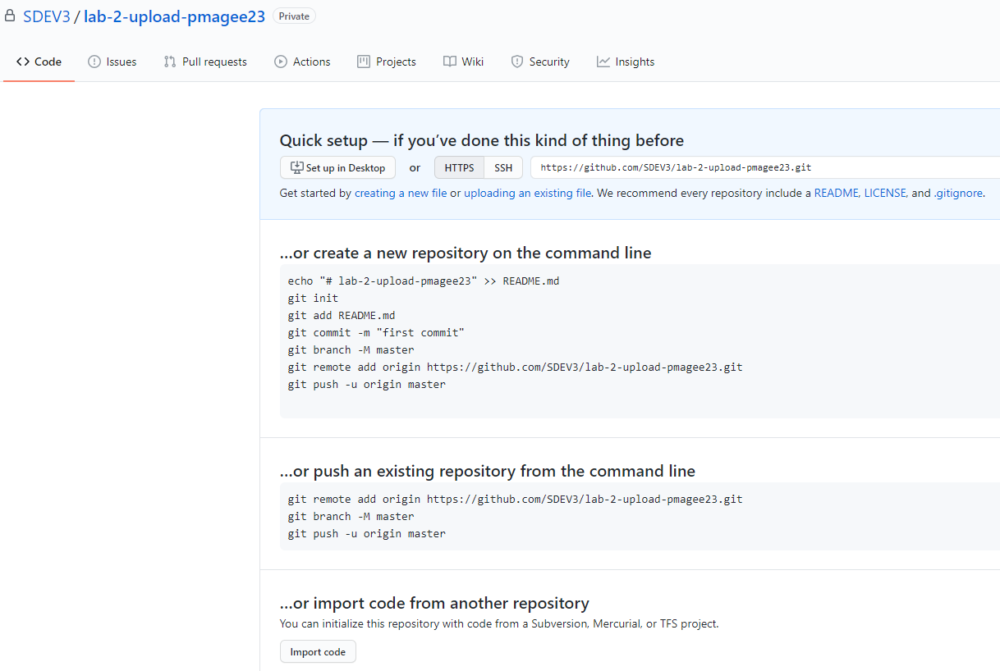 SDEV3 / lab-2-upload-pmagee23 Private
Code Issues Pull requests Actions Projects Wiki Security Insights
Quick setup — if you’ve done this kind of thing before
Set up in Desktop or HTTPS SSH https://github.com/SDEV3/lab-2-upload-pmagee23.git
Get started by creating a new file or uploading an existing file. We recommend every repository include a README, LICENSE, and .gitignore.
…or create a new repository on the command line
echo "# lab-2-upload-pmagee23" >> README.md
git init
git add README.md
git commit -m "first commit"
git branch -M master
git remote add origin https://github.com/SDEV3/lab-2-upload-pmagee23.git
git push -u origin master
…or push an existing repository from the command line
git remote add origin https://github.com/SDEV3/lab-2-upload-pmagee23.git
git branch -M master
git push -u origin master
…or import code from another repository
You can initialize this repository with code from a Subversion, Mercurial, or TFS project.
Import code